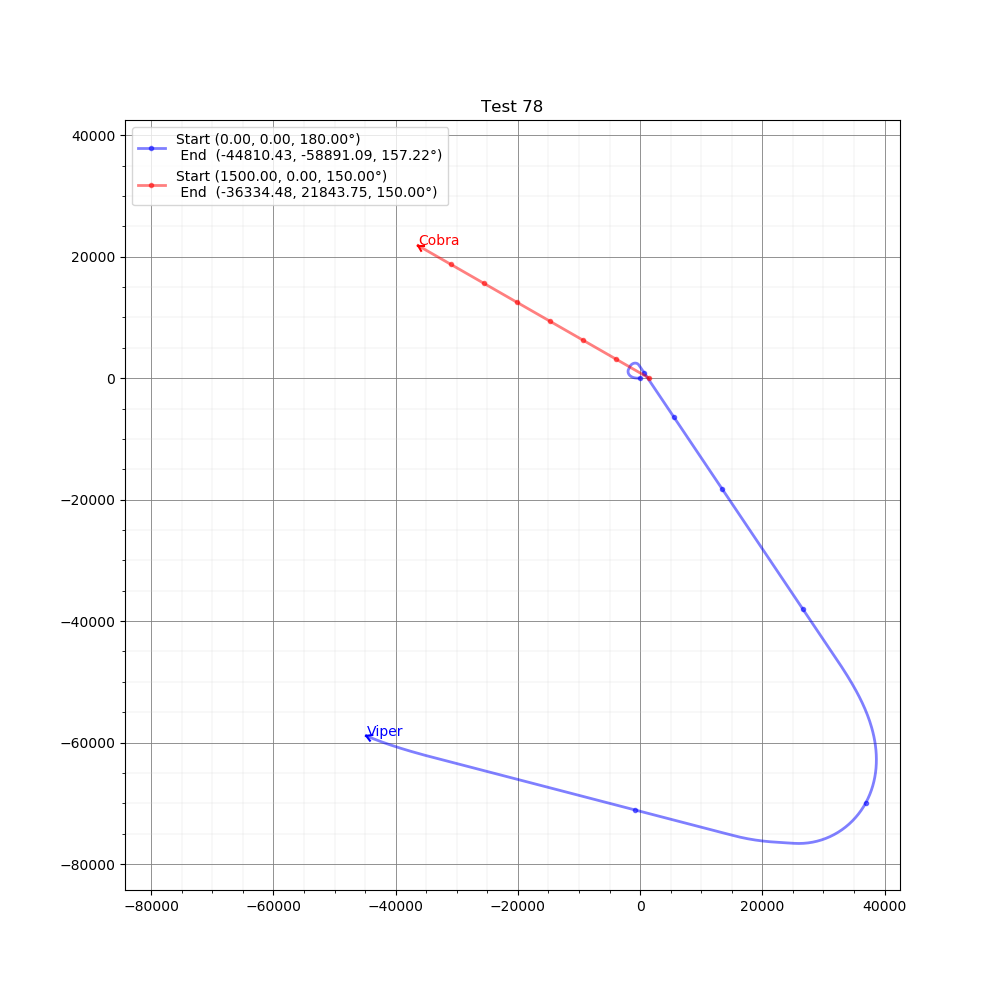 Test 78
Start (0.00, 0.00, 180.00°)
End (-44810.43, -58891.09, 157.22°)
Start (1500.00, 0.00, 150.00°)
End (-36334.48, 21843.75, 150.00°)
40000
20000
0
−20000
−40000
−60000
−80000
Cobra
Viper
−80000
−60000
−40000
−20000
0
20000
40000